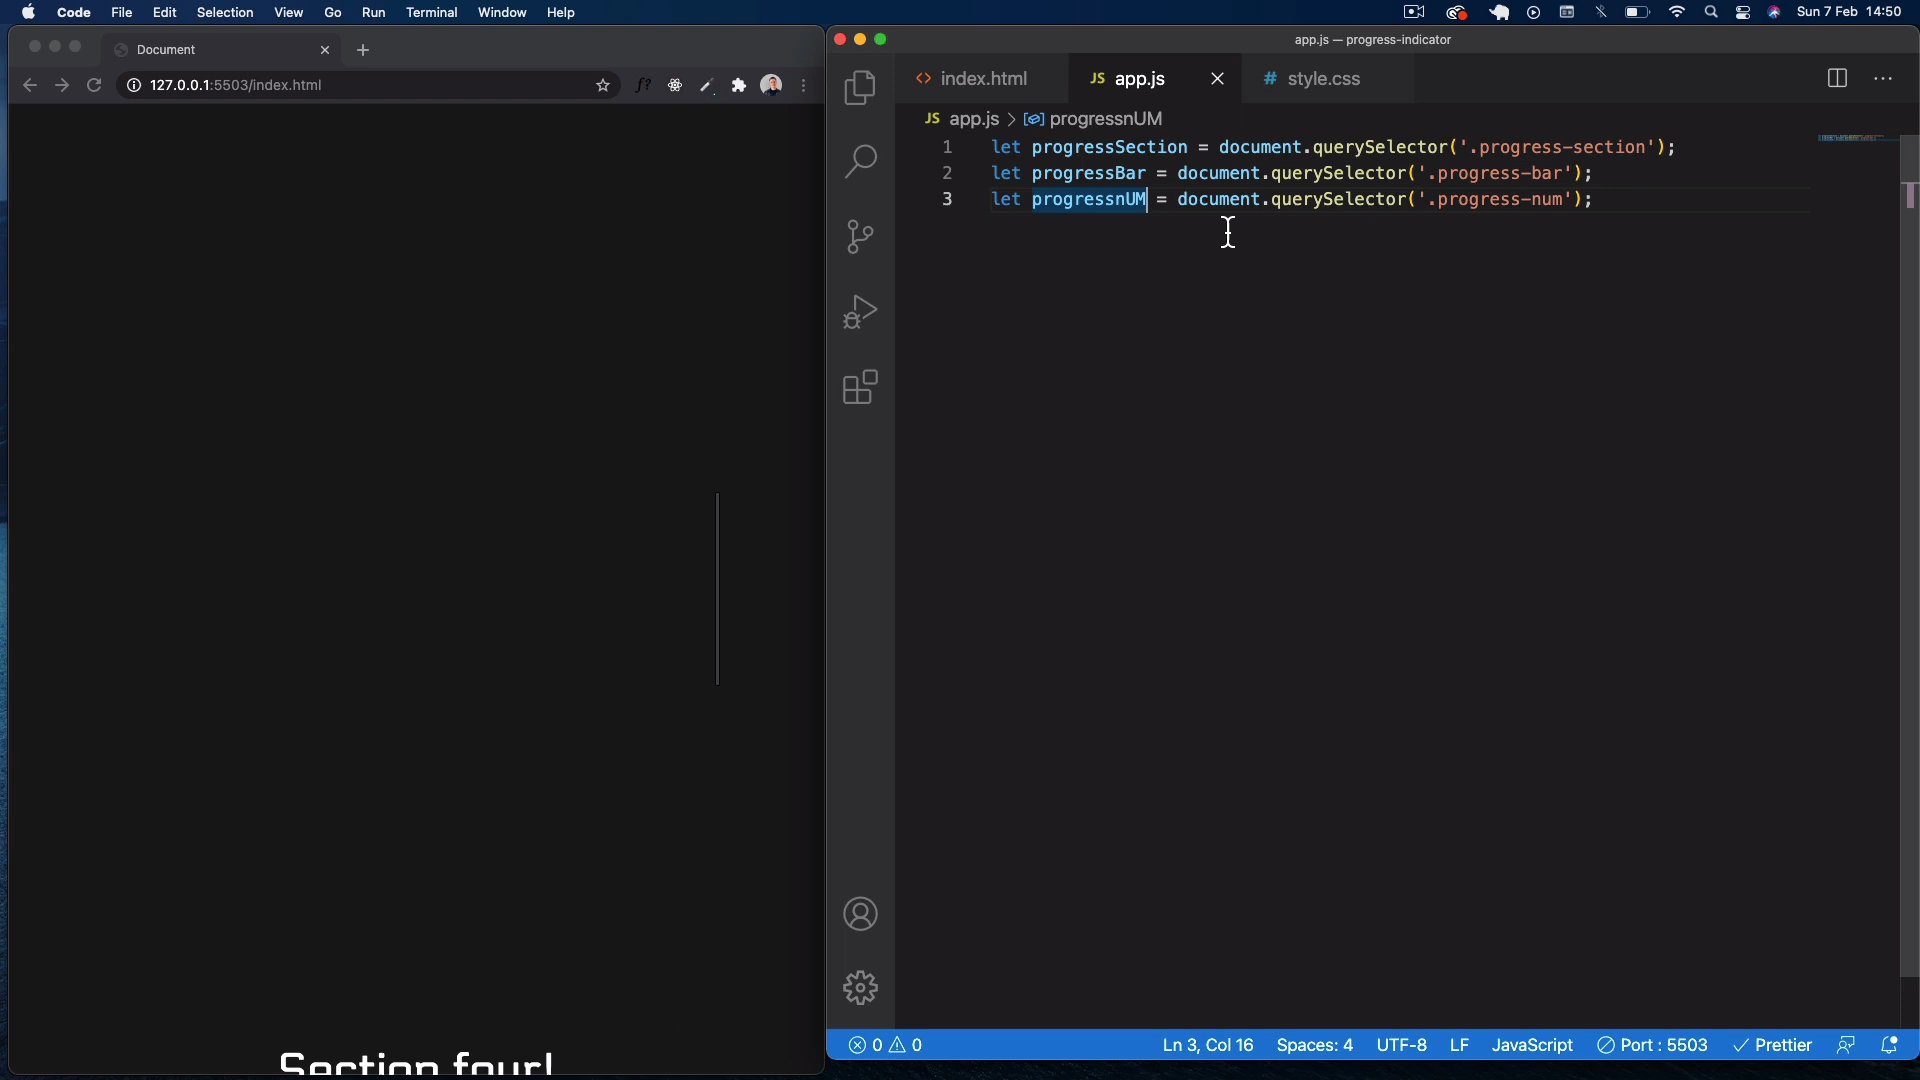 Code File Edit Selection View Go Run Terminal Window Help Sun 7 Feb 14:50
Document
127.0.0.1:5503/index.html
f?
app.js — progress-indicator
index.html JS app.js # style.css
JS app.js > progressnUM
1 let progressSection = document.querySelector('.progress-section');
2 let progressBar = document.querySelector('.progress-bar');
3 let progressnUM = document.querySelector('.progress-num');
Section four!
0 0 Ln 3, Col 16 Spaces: 4 UTF-8 LF JavaScript Port : 5503 Prettier